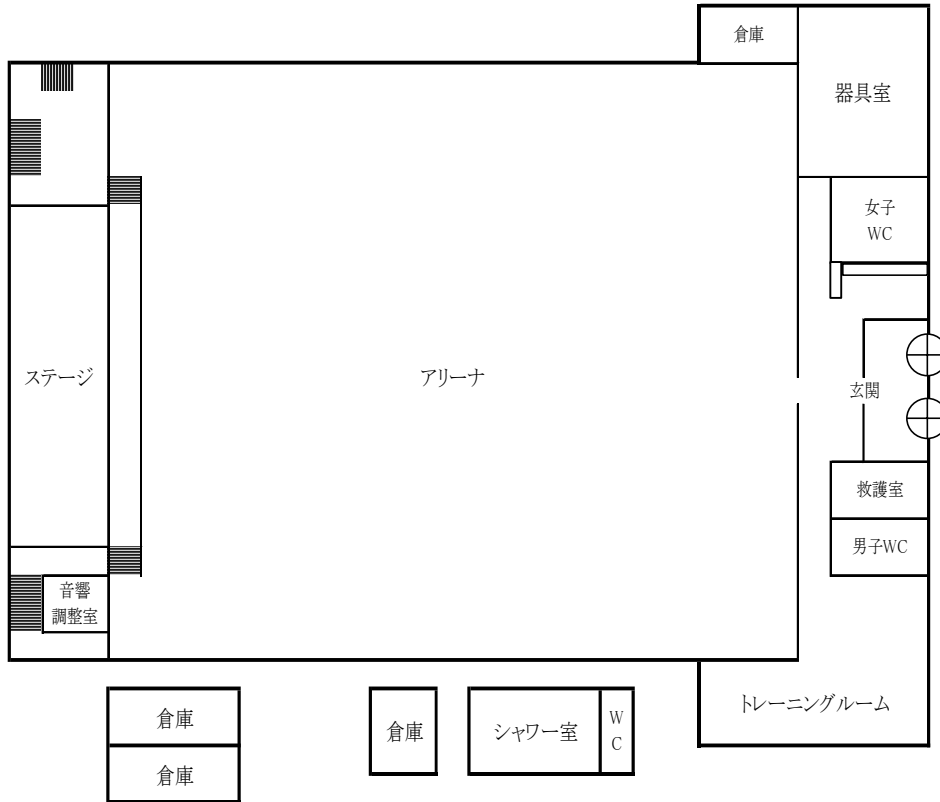 倉庫
器具室
女子
WC
ステージ
アリーナ
玄関
救護室
男子WC
音響
調整室
トレーニングルーム
倉庫
倉庫
倉庫
シャワー室
W
C